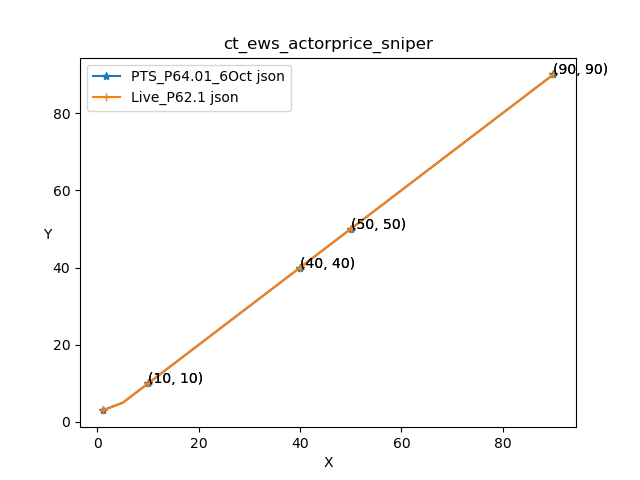 ct_ews_actorprice_sniper
PTS_P64.01_6Oct json
Live_P62.1 json
(90, 90)
80
(50, 50)
60
Y
(40, 40)
40
20
(10, 10)
0
0 20 40 60 80
X